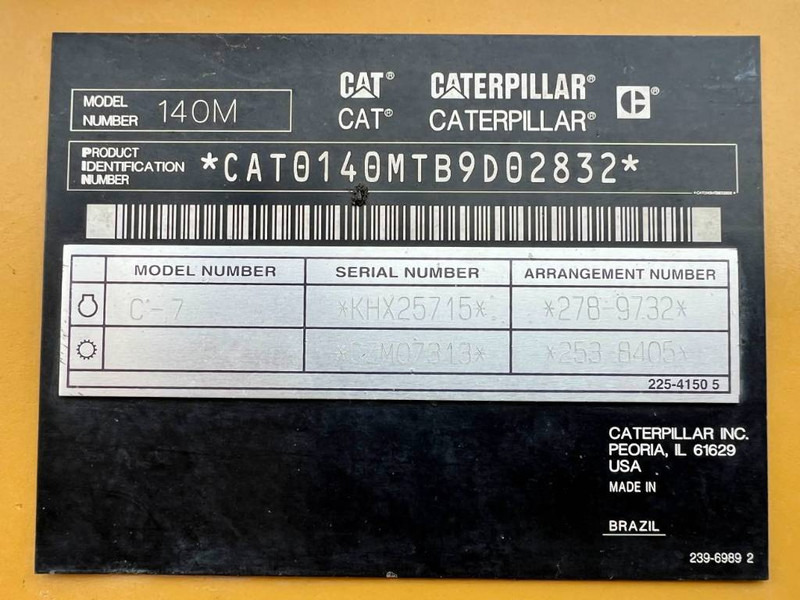 CAT® CATERPILLAR®
CAT® CATERPILLAR®
MODEL NUMBER 140M
PRODUCT IDENTIFICATION NUMBER *CAT0140MTB9D02832*
MODEL NUMBER SERIAL NUMBER ARRANGEMENT NUMBER
C-7 *KHX25715* *278-9732*
*253 8405*
225-4150 5
CATERPILLAR INC.
PEORIA, IL 61629
USA
MADE IN
BRAZIL
239-6989 2